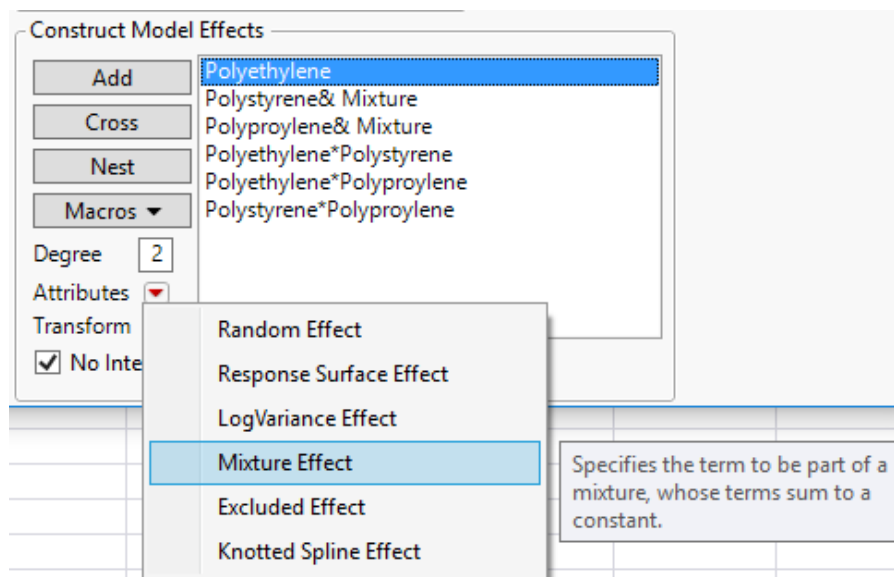 Construct Model Effects
Add
Cross
Nest
Macros
Degree 2
Attributes
Transform
No Inte
Polyethylene
Polystyrene& Mixture
Polyproylene& Mixture
Polyethylene*Polystyrene
Polyethylene*Polyproylene
Polystyrene*Polyproylene
Random Effect
Response Surface Effect
LogVariance Effect
Mixture Effect
Excluded Effect
Knotted Spline Effect
Specifies the term to be part of a
mixture, whose terms sum to a
constant.